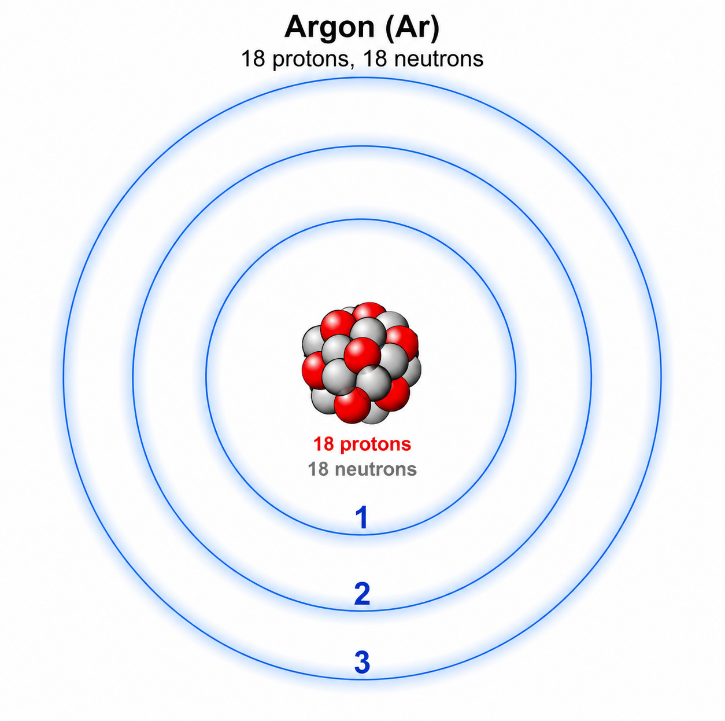 Argon (Ar)
18 protons, 18 neutrons
18 protons
18 neutrons
1
2
3